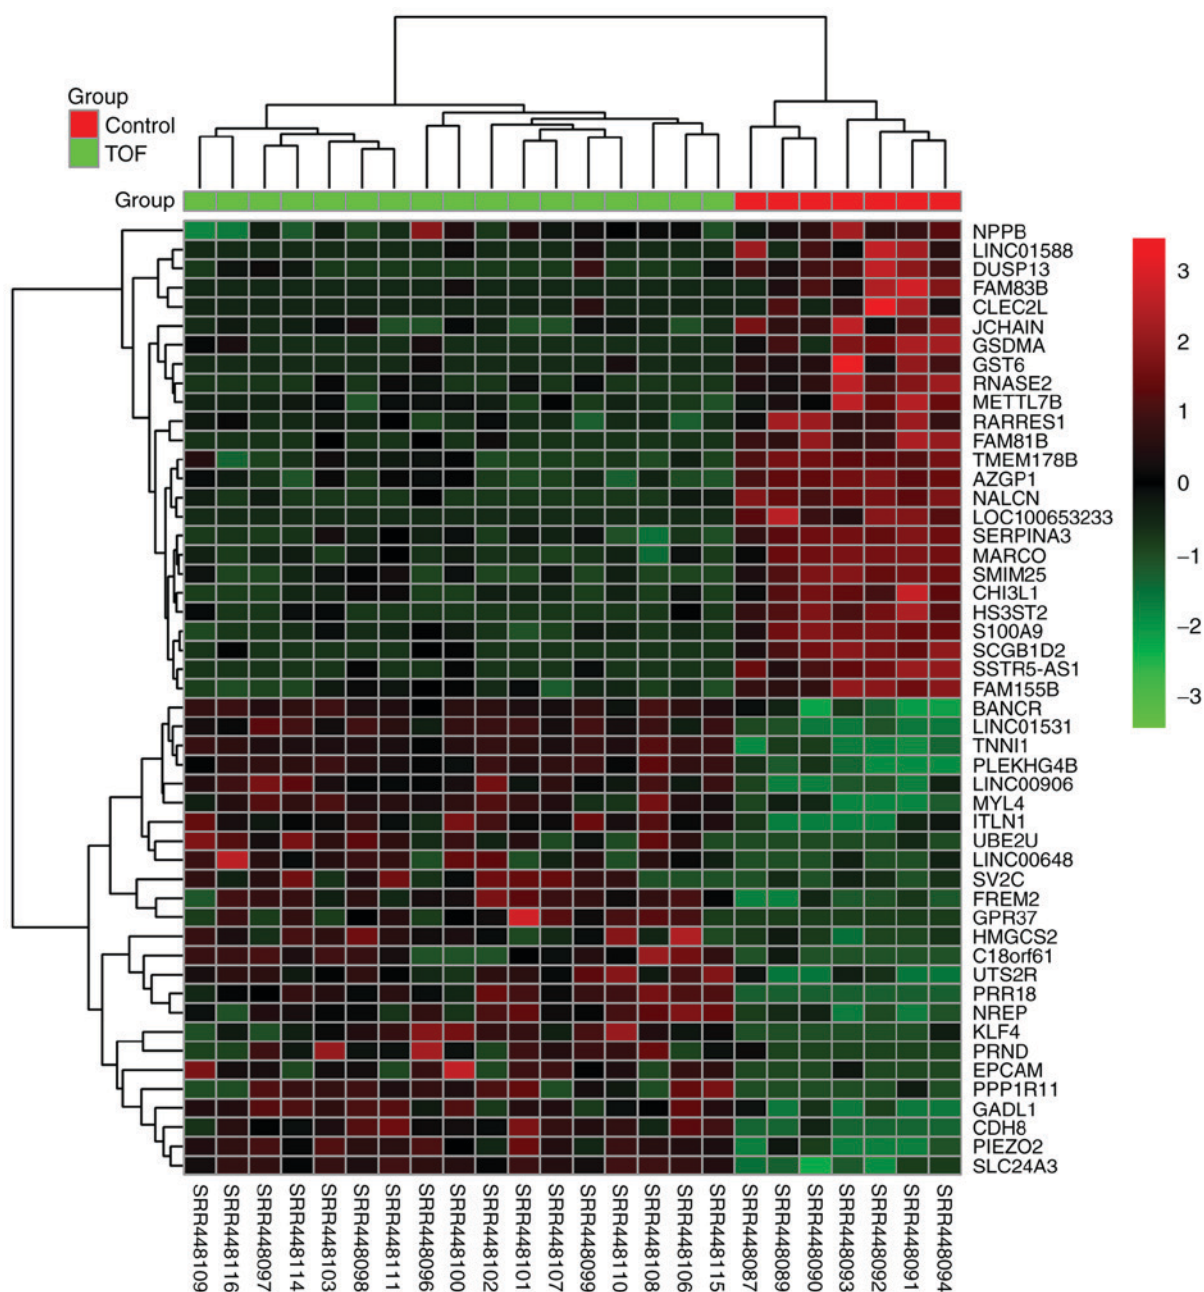 Group
Control
TOF
Group
NPPB
LINC01588
DUSP13
FAM83B
CLEC2L
JCHAIN
GSDMA
GST6
RNASE2
METTL7B
RARRES1
FAM81B
TMEM178B
AZGP1
NALCN
LOC100653233
SERPINA3
MARCO
SMIM25
CHI3L1
HS3ST2
S100A9
SCGB1D2
SSTR5-AS1
FAM155B
BANCR
LINC01531
TNNI1
PLEKHG4B
LINC00906
MYL4
ITLN1
UBE2U
LINC00648
SV2C
FREM2
GPR37
HMGCS2
C18orf61
UTS2R
PRR18
NREP
KLF4
PRND
EPCAM
PPP1R11
GADL1
CDH8
PIEZO2
SLC24A3
3
2
1
0
−1
−2
−3
SRR448109
SRR448116
SRR448097
SRR448114
SRR448103
SRR448098
SRR448111
SRR448096
SRR448100
SRR448102
SRR448101
SRR448107
SRR448099
SRR448110
SRR448108
SRR448106
SRR448115
SRR448087
SRR448089
SRR448090
SRR448093
SRR448092
SRR448091
SRR448094